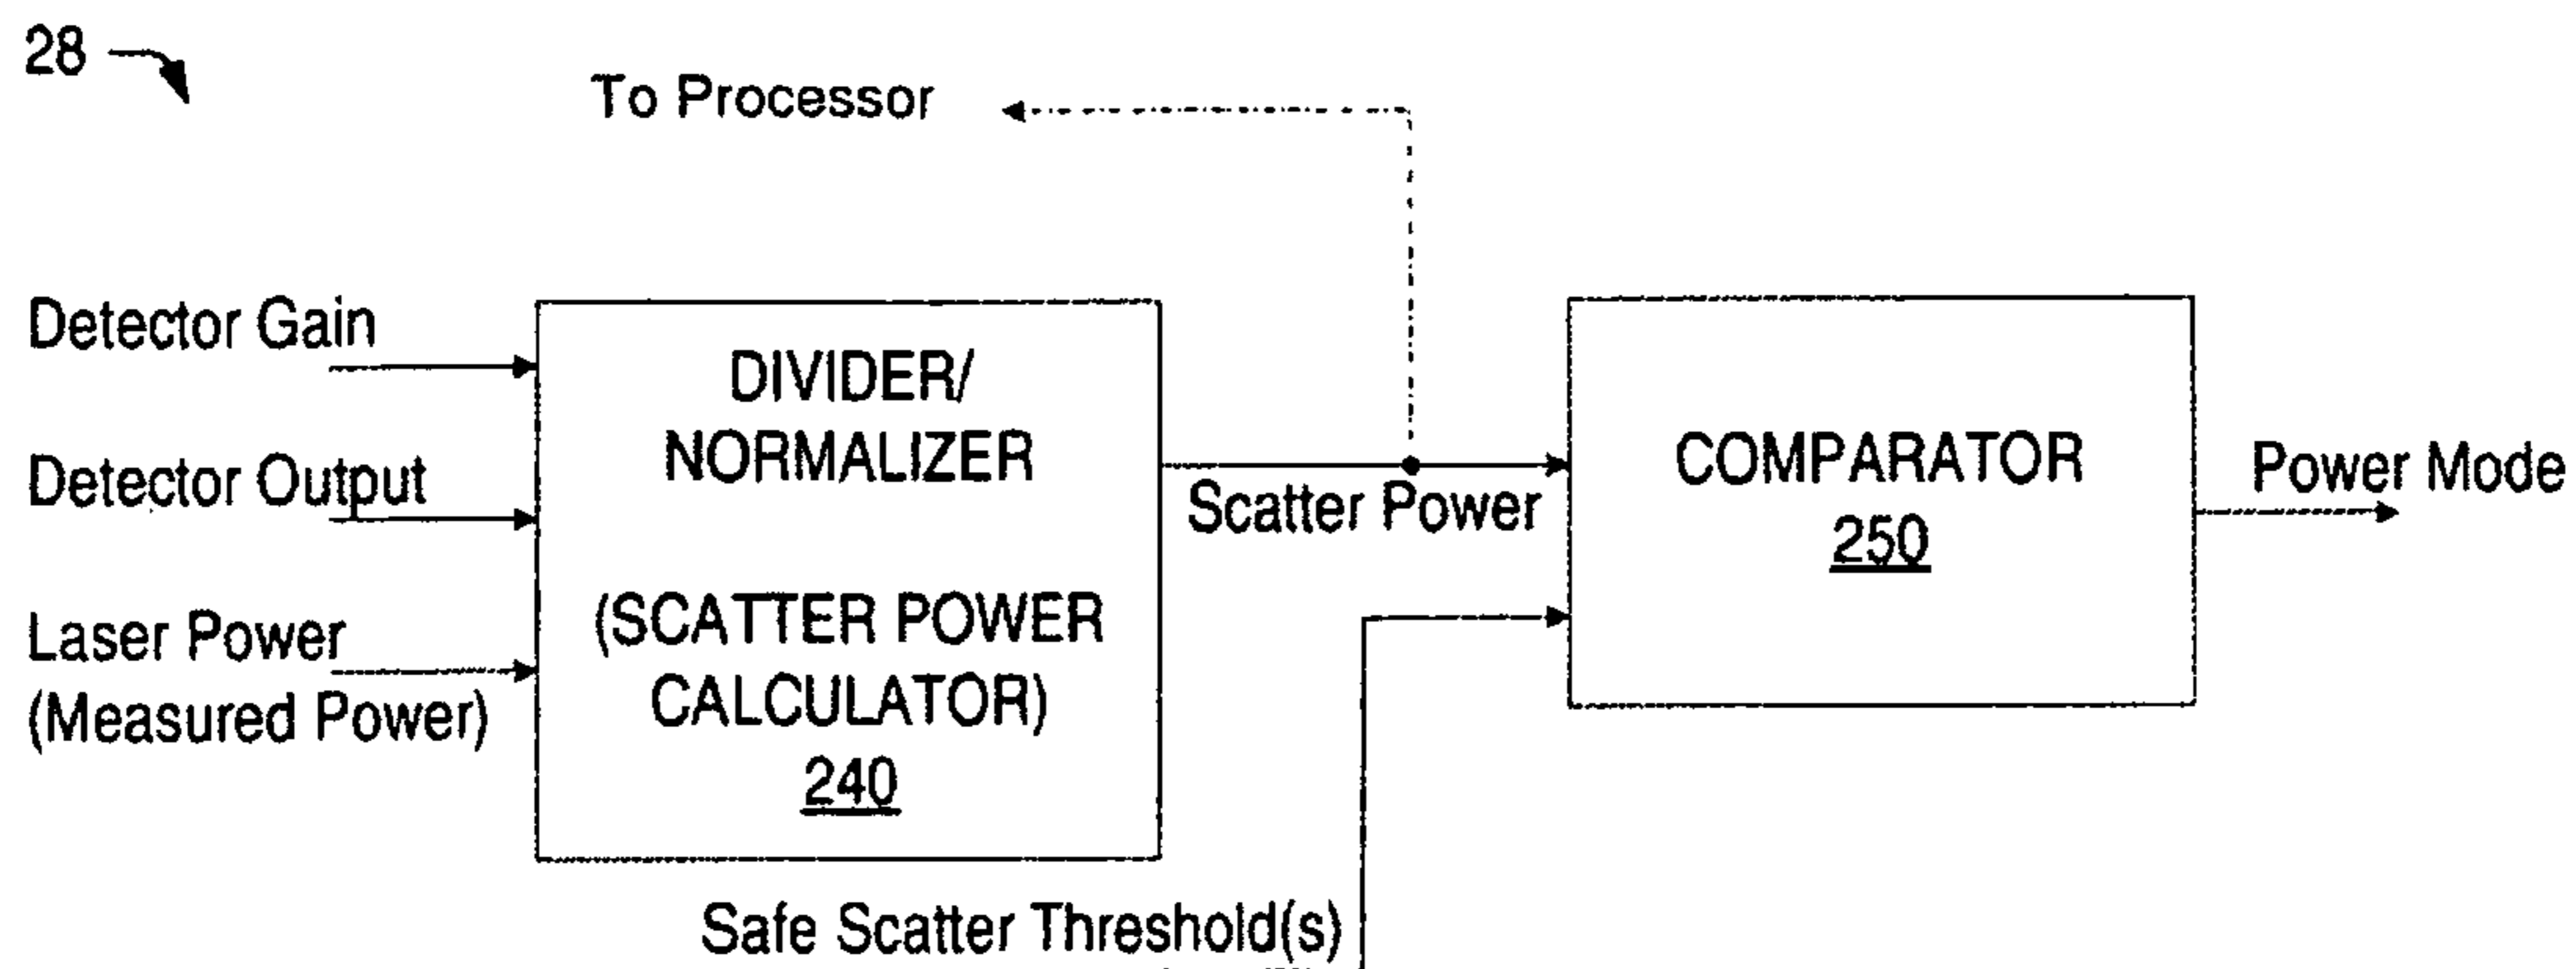 28
To Processor
Detector Gain
Detector Output
Laser Power
(Measured Power)
DIVIDER/
NORMALIZER
(SCATTER POWER
CALCULATOR)
240
Scatter Power
COMPARATOR
250
Power Mode
Safe Scatter Threshold(s)